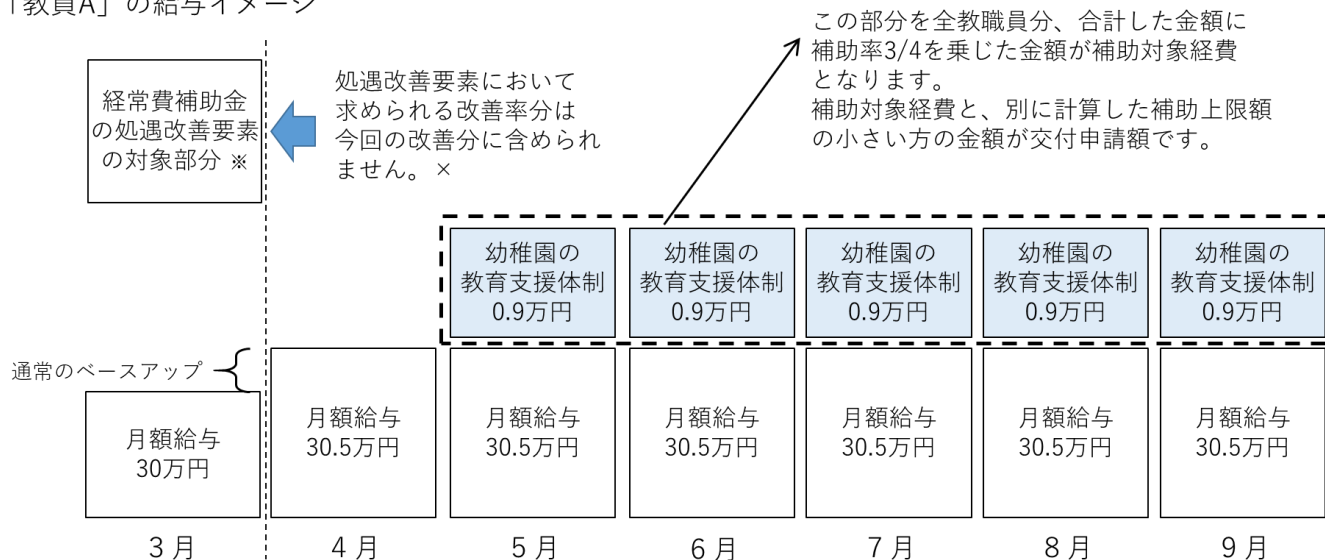 「教員A」の給与イメージ
この部分を全教職員分、合計した金額に
補助率3/4を乗じた金額が補助対象経費
となります。
補助対象経費と、別に計算した補助上限額
の小さい方の金額が交付申請額です。
経常費補助金
の処遇改善要素
の対象部分 ※
処遇改善要素において
求められる改善率分は
今回の改善分に含められ
ません。×
幼稚園の
教育支援体制
0.9万円
幼稚園の
教育支援体制
0.9万円
幼稚園の
教育支援体制
0.9万円
幼稚園の
教育支援体制
0.9万円
幼稚園の
教育支援体制
0.9万円
通常のベースアップ
月額給与
30万円
月額給与
30.5万円
月額給与
30.5万円
月額給与
30.5万円
月額給与
30.5万円
月額給与
30.5万円
月額給与
30.5万円
3月
4月
5月
6月
7月
8月
9月